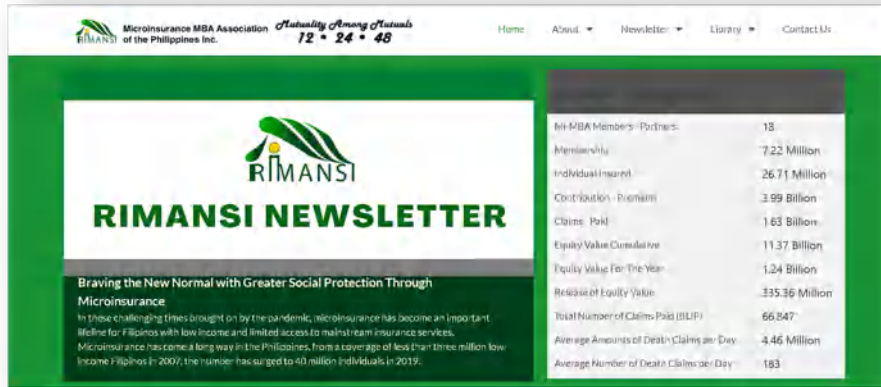 RIMANSI
Microinsurance MBA Association
of the Philippines Inc.
Mutuality Among Mutuals
12 • 24 • 48
Home About Newsletter Library Contact Us
RIMANSI
RIMANSI NEWSLETTER
Braving the New Normal with Greater Social Protection Through
Microinsurance
In these challenging times brought on by the pandemic, microinsurance has become an important
lifeline for Filipinos with low income and limited access to mainstream insurance services.
Microinsurance has come a long way in the Philippines, from a coverage of less than three million low
income Filipinos in 2007, the number has surged to 40 million individuals in 2019.
Mi-MBA Members - Partners 18
Membership 7.22 Million
Individual Insured 26.71 Million
Contribution - Premium 3.99 Billion
Claims - Paid 1.63 Billion
Equity Value Cumulative 11.37 Billion
Equity Value For The Year 1.24 Billion
Release of Equity Value 335.36 Million
Total Number of Claims Paid (BLIP) 66,847
Average Amounts of Death Claims per Day 4.46 Million
Average Number of Death Claims per Day 183